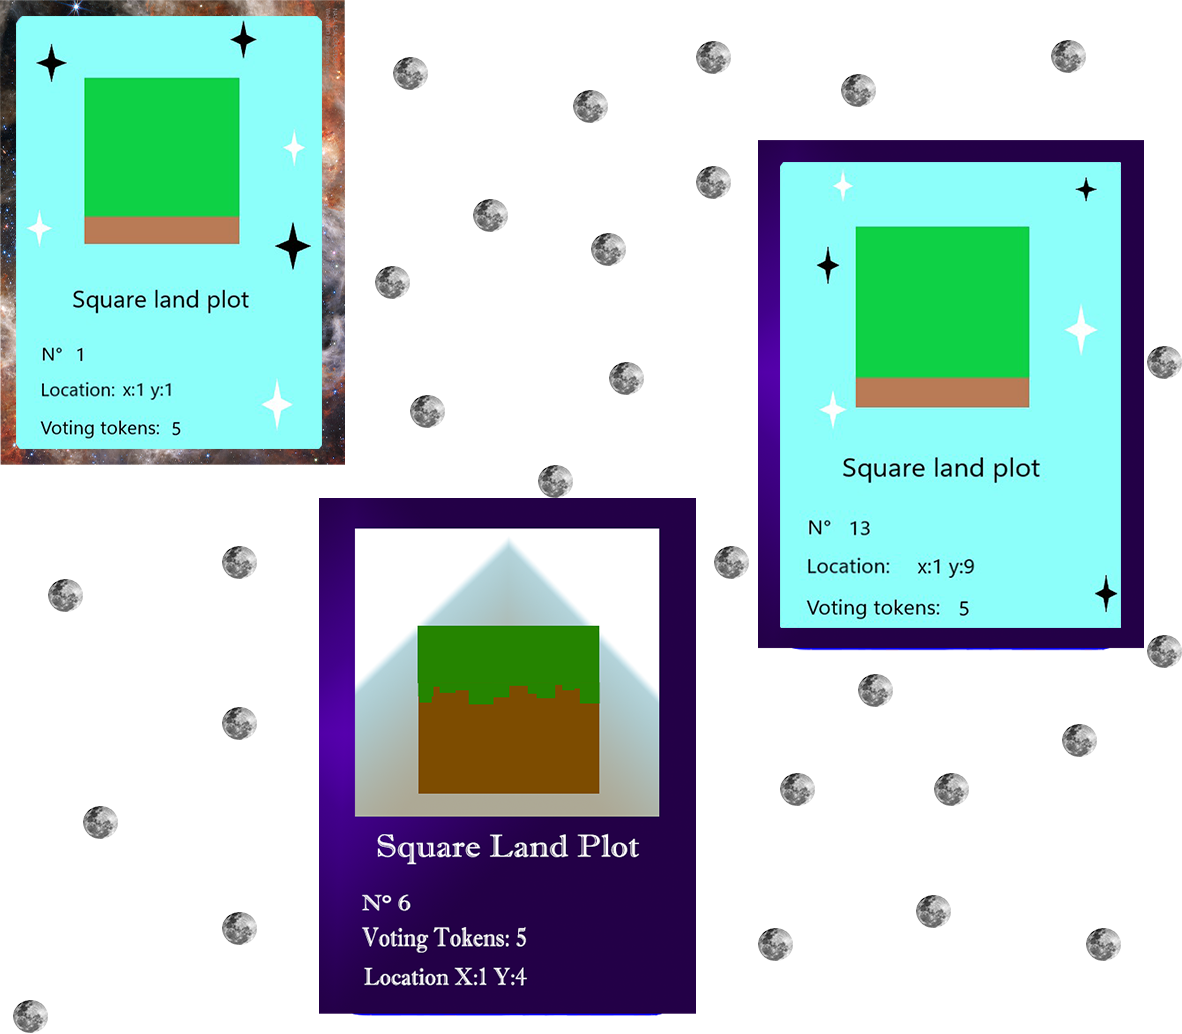 Square land plot
N° 1
Location: x:1 y:1
Voting tokens: 5
Square land plot
N° 13
Location: x:1 y:9
Voting tokens: 5
Square Land Plot
N° 6
Voting Tokens: 5
Location X:1 Y:4